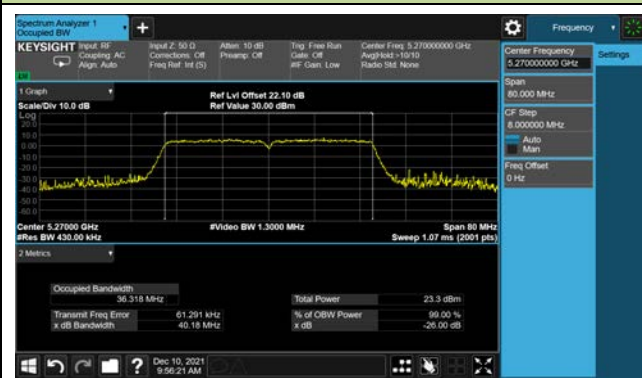 Spectrum Analyzer 1
Occupied BW
Frequency
KEYSIGHT
Input: RF
Coupling: AC
Align: Auto
Input Z: 50 Ω
Corrections: Off
Freq Ref: Int (S)
Atten: 10 dB
Preamp: Off
Trig: Free Run
Gate: Off
#IF Gain: Low
Center Freq: 5.270000000 GHz
Avg|Hold:>10/10
Radio Std: None
Center Frequency
5.270000000 GHz
Settings
Span
80.000 MHz
CF Step
8.000000 MHz
Auto
Man
Freq Offset
0 Hz
1 Graph
Scale/Div 10.0 dB
Ref Lvl Offset 22.10 dB
Ref Value 30.00 dBm
Log
20.0
10.0
0.00
-10.0
-20.0
-30.0
-40.0
-50.0
-60.0
Center 5.27000 GHz
#Video BW 1.3000 MHz
Span 80 MHz
#Res BW 430.00 kHz
Sweep 1.07 ms (2001 pts)
2 Metrics
Occupied Bandwidth
36.318 MHz
Total Power 23.3 dBm
Transmit Freq Error 61.291 kHz
% of OBW Power 99.00 %
x dB Bandwidth 40.18 MHz
x dB -26.00 dB
?
Dec 10, 2021
9:56:21 AM